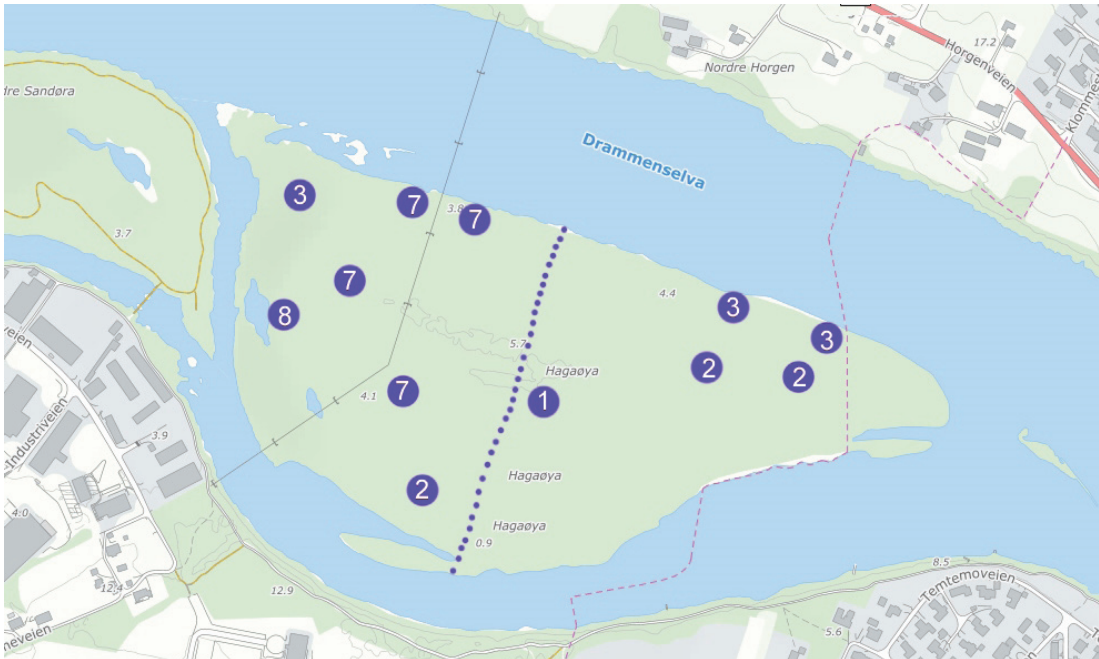 17.2
Horgenveien
Nordre Horgen
dre Sandøra
Drammenselva
3
7
7
3.8
3.7
7
8
4.4
3
3
5.7
Hagaøya
2
2
7
4.1
1
3.9
Industriveien
Hagaøya
2
4.0
Hagaøya
0.9
8.5
Temtemoveien
12.4
12.9
5.6
neveien